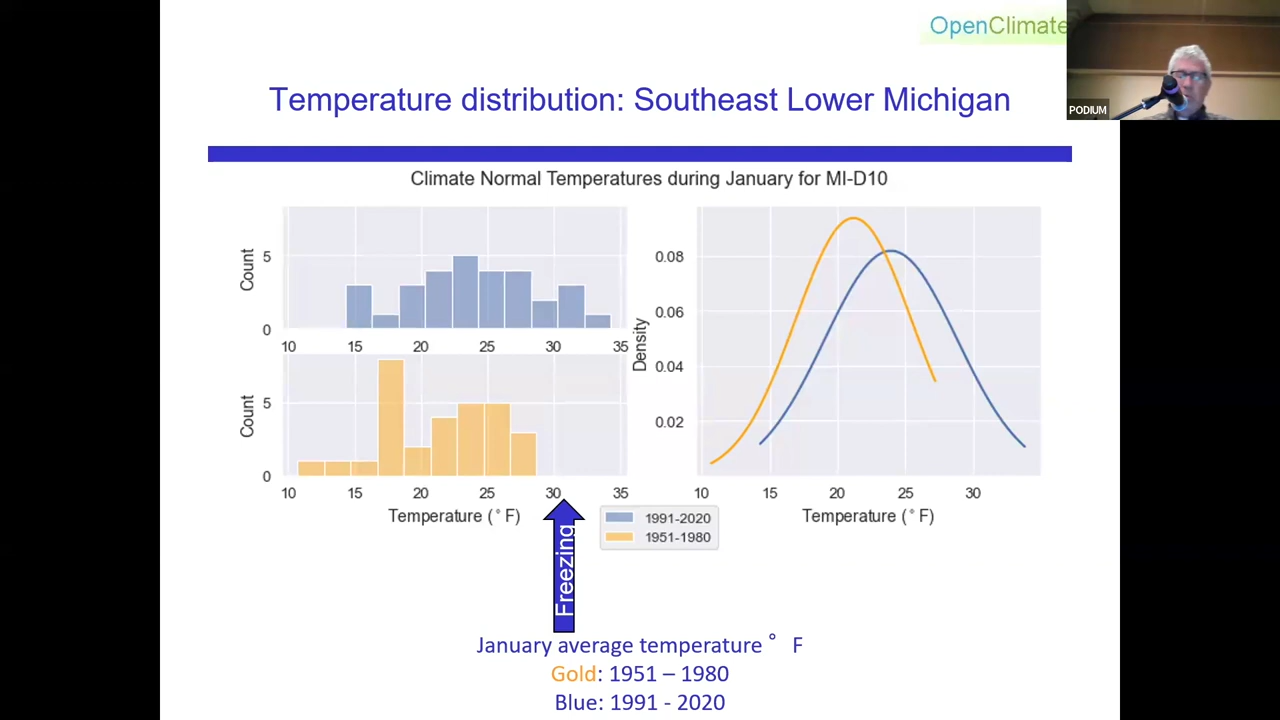 OpenClimate
PODIUM
Temperature distribution: Southeast Lower Michigan
Climate Normal Temperatures during January for MI-D10
Count
5
0
10 15 20 25 30 35
Count
5
0
10 15 20 25 30 35
Temperature (°F)
Density
0.08
0.06
0.04
0.02
10 15 20 25 30
Temperature (°F)
1991-2020
1951-1980
Freezing
January average temperature ° F
Gold: 1951 – 1980
Blue: 1991 - 2020